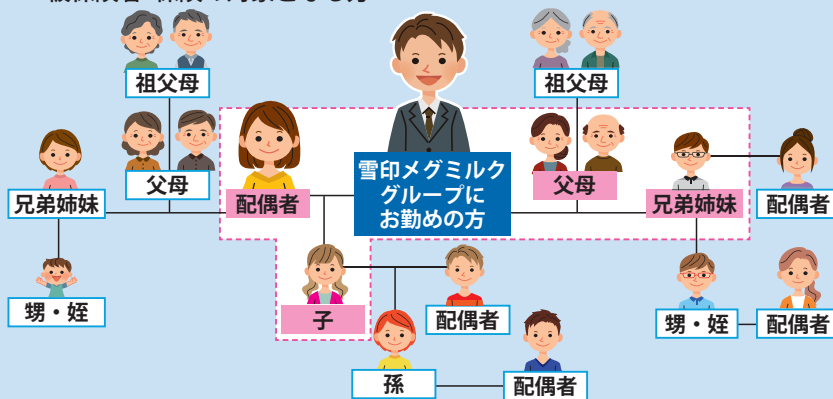 祖父母
祖父母
父母
配偶者
雪印メグミルク
グループに
お勤めの方
父母
兄弟姉妹
兄弟姉妹
配偶者
甥・姪
子
配偶者
甥・姪
配偶者
孫
配偶者